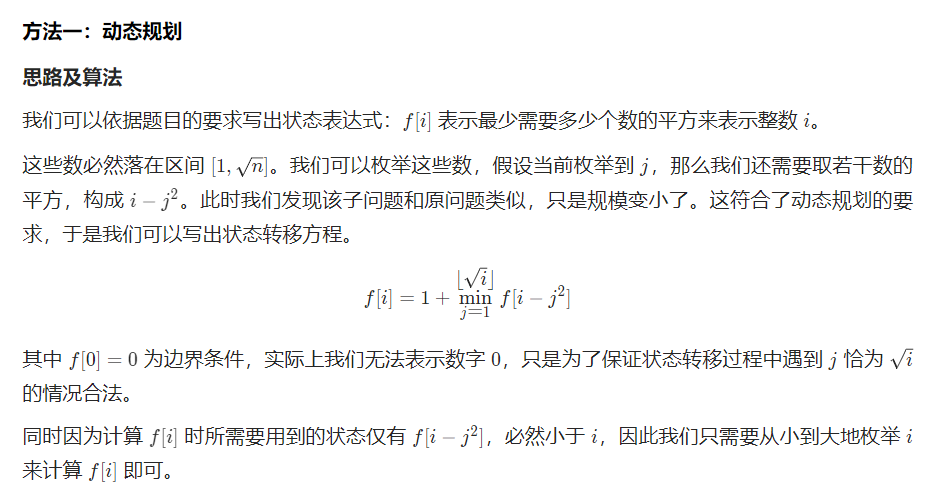 方法一：动态规划
思路及算法
我们可以依据题目的要求写出状态表达式：f[i] 表示最少需要多少个数的平方来表示整数 i。
这些数必然落在区间 [1, √n]。我们可以枚举这些数，假设当前枚举到 j，那么我们还需要取若干数的
平方，构成 i − j²。此时我们发现该子问题和原问题类似，只是规模变小了。这符合了动态规划的要
求，于是我们可以写出状态转移方程。
⌊√i⌋
f[i] = 1 + min f[i − j²]
j=1
其中 f[0] = 0 为边界条件，实际上我们无法表示数字 0，只是为了保证状态转移过程中遇到 j 恰为 √i
的情况合法。
同时因为计算 f[i] 时所需要用到的状态仅有 f[i − j²]，必然小于 i，因此我们只需要从小到大地枚举 i
来计算 f[i] 即可。